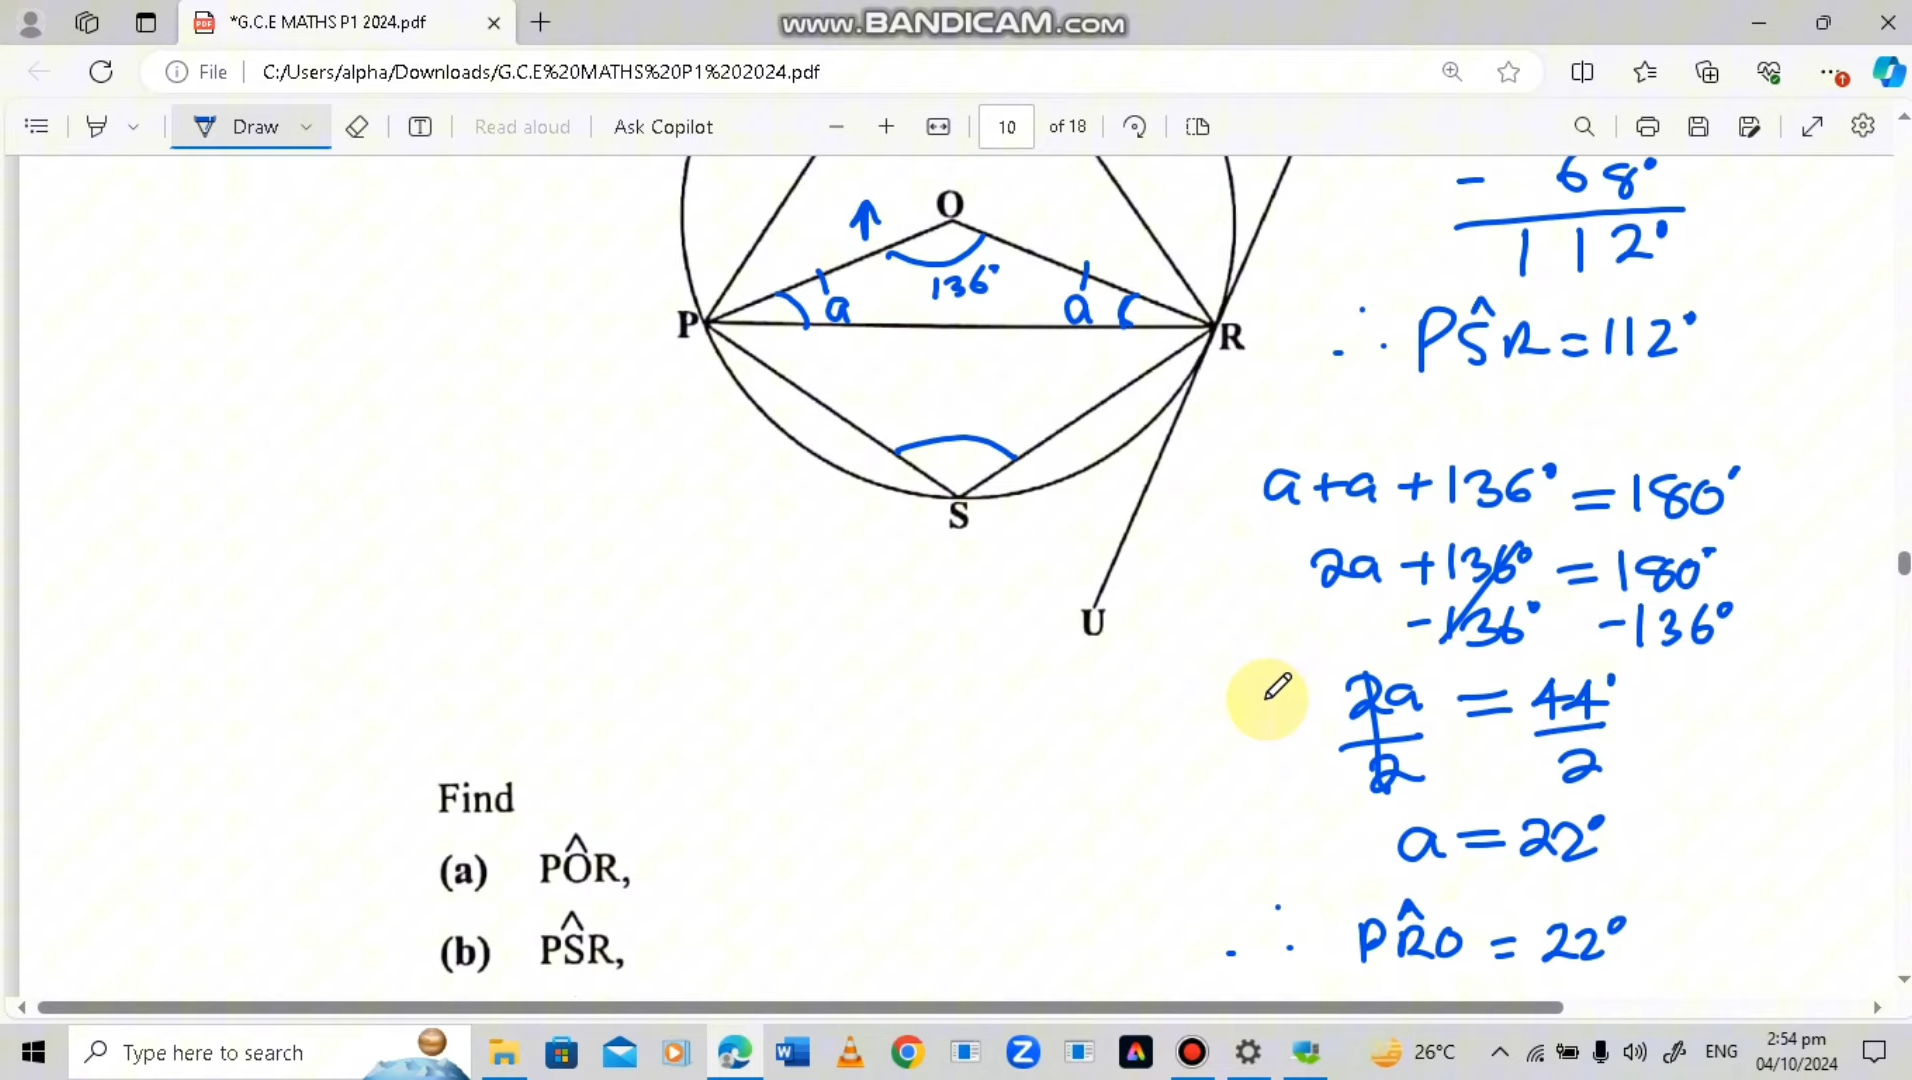 *G.C.E MATHS P1 2024.pdf
www.BANDICAM.com
File
C:/Users/alpha/Downloads/G.C.E%20MATHS%20P1%202024.pdf
Draw
Read aloud
Ask Copilot
10
of 18
- 68°
112°
∴ PŜR = 112°
O
136°
a
a
P
R
S
U
a + a + 136° = 180°
2a + 136° = 180°
- 136° - 136°
2a = 44°
2 2
a = 22°
∴ PR̂O = 22°
Find
(a) PÔR,
(b) PŜR,
Type here to search
26°C
ENG
2:54 pm
04/10/2024